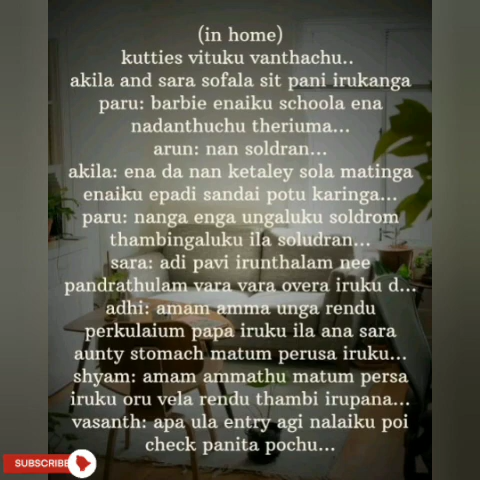 (in home)
kutties vituku vanthachu..
akila and sara sofala sit pani irukanga
paru: barbie enaiku schoola ena
nadanthuchu theriuma...
arun: nan soldran...
akila: ena da nan ketaley sola matinga
enaiku epadi sandai potu karinga...
paru: nanga enga ungaluku soldrom
thambingaluku ila soludran...
sara: adi pavi irunthalam nee
pandrathulam vara vara overa iruku d...
adhi: amam amma unga rendu
perkulaium papa iruku ila ana sara
aunty stomach matum perusa iruku...
shyam: amam ammathu matum persa
iruku oru vela rendu thambi irupana...
vasanth: apa ula entry agi nalaiku poi
check panita pochu...
SUBSCRIBE